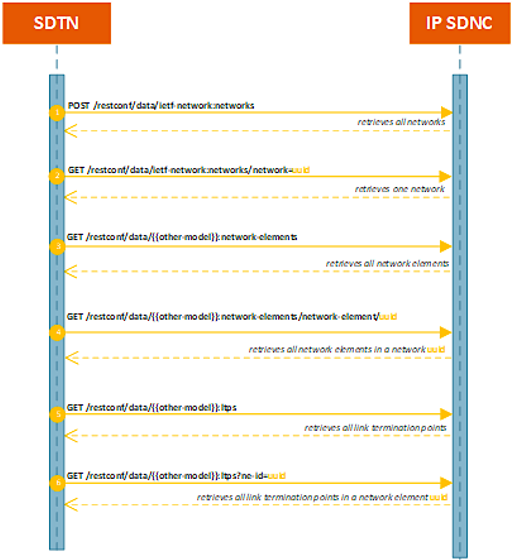 SDTN
IP SDNC
1 POST /restconf/data/ietf-network:networks
retrieves all networks
2 GET /restconf/data/ietf-network:networks/network=uuid
retrieves one network
3 GET /restconf/data/{{other-model}}:network-elements
retrieves all network elements
4 GET /restconf/data/{{other-model}}:network-elements/network-element/uuid
retrieves all network elements in a network uuid
5 GET /restconf/data/{{other-model}}:ltps
retrieves all link termination points
6 GET /restconf/data/{{other-model}}:ltps?ne-id=uuid
retrieves all link termination points in a network element uuid